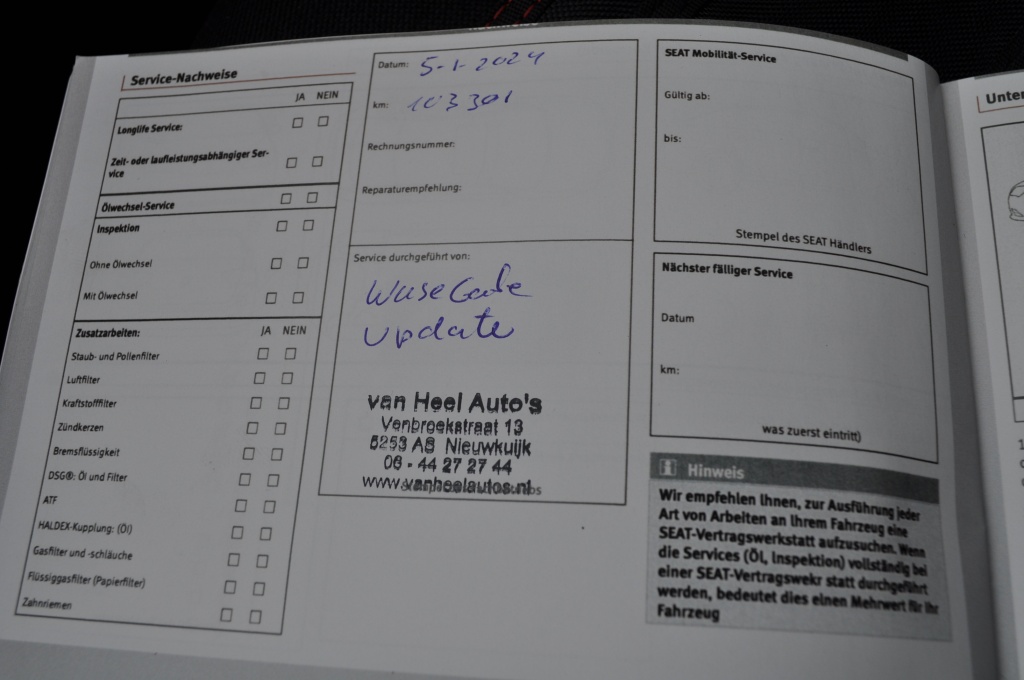 Service-Nachweise
JA NEIN
Longlife Service:
Zeit- oder laufleistungsabhängiger Ser-
vice
Ölwechsel-Service
Inspektion
Ohne Ölwechsel
Mit Ölwechsel
Zusatzarbeiten: JA NEIN
Staub- und Pollenfilter
Luftfilter
Kraftstofffilter
Zündkerzen
Bremsflüssigkeit
DSG®: Öl und Filter
ATF
HALDEX-Kupplung: (Öl)
Gasfilter und -schläuche
Flüssiggasfilter (Papierfilter)
Zahnriemen
Datum: 5-1-2024
km: 103301
Rechnungsnummer:
Reparaturempfehlung:
Service durchgeführt von:
update
van Heel Auto's
Venbroekstraat 13
5253 AS Nieuwkuijk
06 - 44 27 27 44
www.vanheelautos.nl
SEAT Mobilität-Service
Gültig ab:
bis:
Stempel des SEAT Händlers
Nächster fälliger Service
Datum
km:
was zuerst eintritt)
Hinweis
Wir empfehlen Ihnen, zur Ausführung jeder
Art von Arbeiten an Ihrem Fahrzeug eine
SEAT-Vertragswerkstatt aufzusuchen. Wenn
die Services (Öl, Inspektion) vollständig bei
einer SEAT-Vertragswekr statt durchgeführt
werden, bedeutet dies einen Mehrwert für Ihr
Fahrzeug
Unter